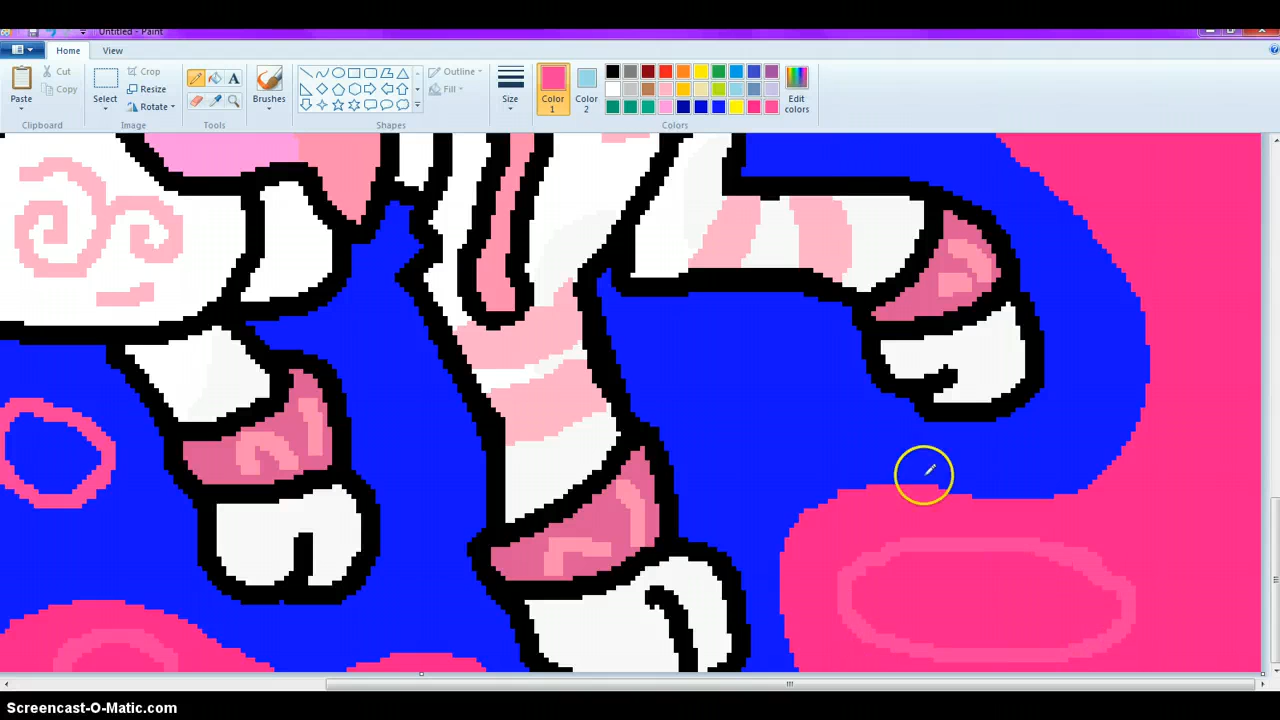 Untitled - Paint
Home View
Cut
Copy
Paste
Clipboard
Crop
Resize
Rotate
Select
Image
A
Tools
Brushes
Outline
Fill
Shapes
Size
Color 1
Color 2
Edit colors
Colors
Screencast-O-Matic.com